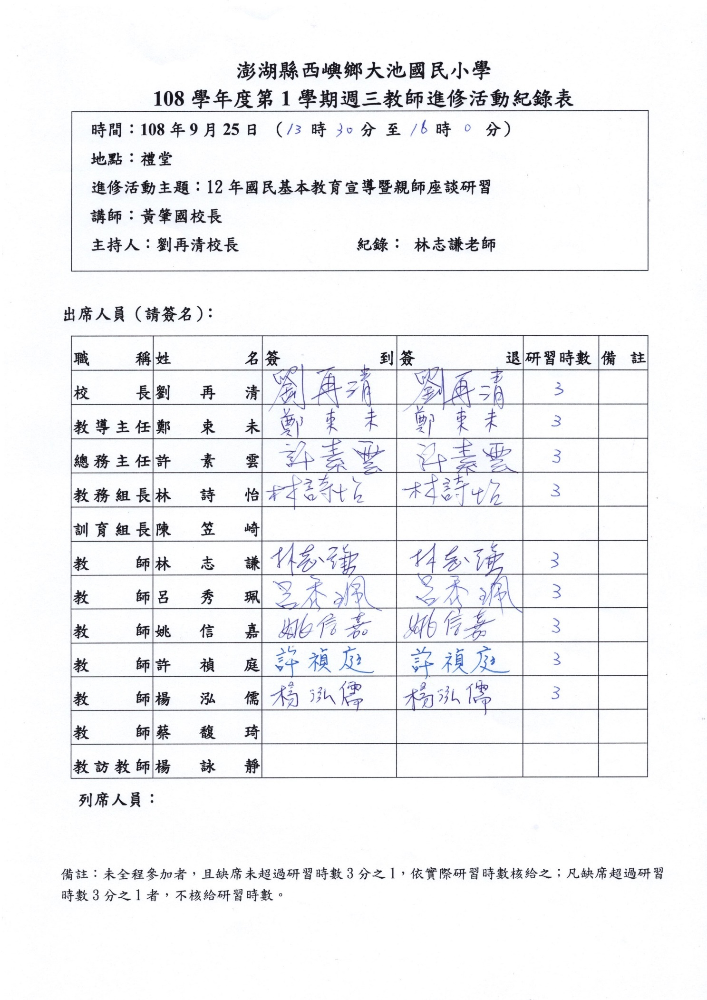 澎湖縣西嶼鄉大池國民小學
108 學年度第 1 學期週三教師進修活動紀錄表
時間：108 年 9 月 25 日 （13 時 30 分 至 16 時 0 分）
地點：禮堂
進修活動主題：12 年國民基本教育宣導暨親師座談研習
講師：黃肇國校長
主持人：劉再清校長 紀錄： 林志謙老師
出席人員（請簽名）：
職稱 姓名 簽到 簽退 研習時數 備註
校長 劉再清 劉再清 劉再清 3
教導主任 鄭束未 鄭束未 鄭束未 3
總務主任 許素雲 許素雲 許素雲 3
教務組長 林詩怡 林詩怡 林詩怡 3
訓育組長 陳笠崎
教師 林志謙 林志謙 林志謙 3
教師 呂秀珮 呂秀珮 呂秀珮 3
教師 姚信嘉 姚信嘉 姚信嘉 3
教師 許禎庭 許禎庭 許禎庭 3
教師 楊泓儒 楊泓儒 楊泓儒 3
教師 蔡馥琦
教訪教師 楊詠靜
列席人員：
備註：未全程參加者，且缺席未超過研習時數 3 分之 1，依實際研習時數核給之；凡缺席超過研習
時數 3 分之 1 者，不核給研習時數。